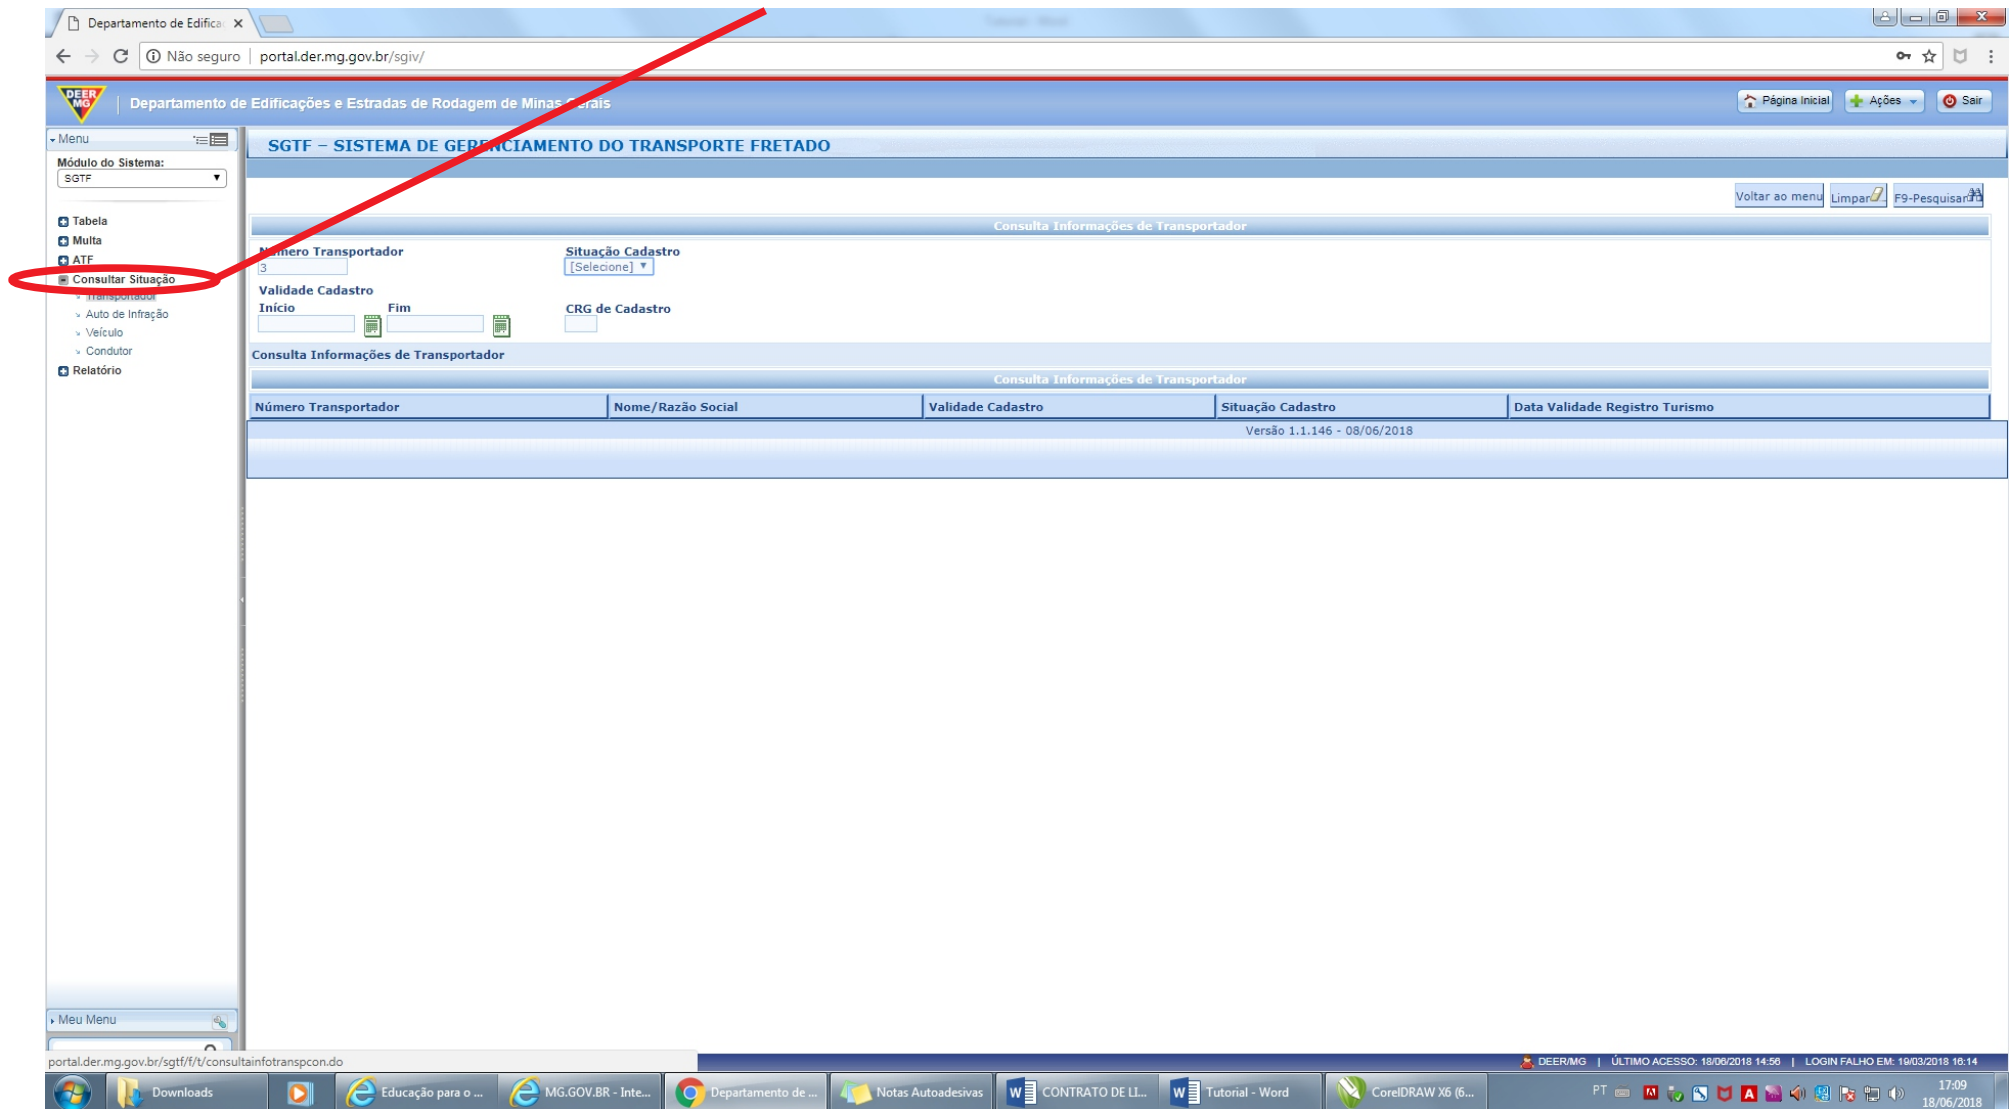 Departamento de Edifica
Não seguro | portal.der.mg.gov.br/sgiv/
DEER MG
Departamento de Edificações e Estradas de Rodagem de Minas Gerais
Página Inicial
Ações
Sair
Menu
SGTF – SISTEMA DE GERENCIAMENTO DO TRANSPORTE FRETADO
Módulo do Sistema:
SGTF
Voltar ao menu
Limpar
F9-Pesquisar
Tabela
Multa
ATF
Consultar Situação
Transportador
Auto de Infração
Veículo
Condutor
Relatório
Consulta Informações de Transportador
Número Transportador
Situação Cadastro
3
[Selecione]
Validade Cadastro
Início
Fim
CRG de Cadastro
Consulta Informações de Transportador
Consulta Informações de Transportador
Número Transportador
Nome/Razão Social
Validade Cadastro
Situação Cadastro
Data Validade Registro Turismo
Versão 1.1.146 - 08/06/2018
Meu Menu
portal.der.mg.gov.br/sgtf/f/t/consultainfotranspcon.do
DEER/MG | ÚLTIMO ACESSO: 18/06/2018 14:56 | LOGIN FALHO EM: 19/03/2018 16:14
Downloads
Educação para o ...
MG.GOV.BR - Inte...
Departamento de ...
Notas Autoadesivas
CONTRATO DE LI...
Tutorial - Word
CorelDRAW X6 (6...
PT
17:09
18/06/2018